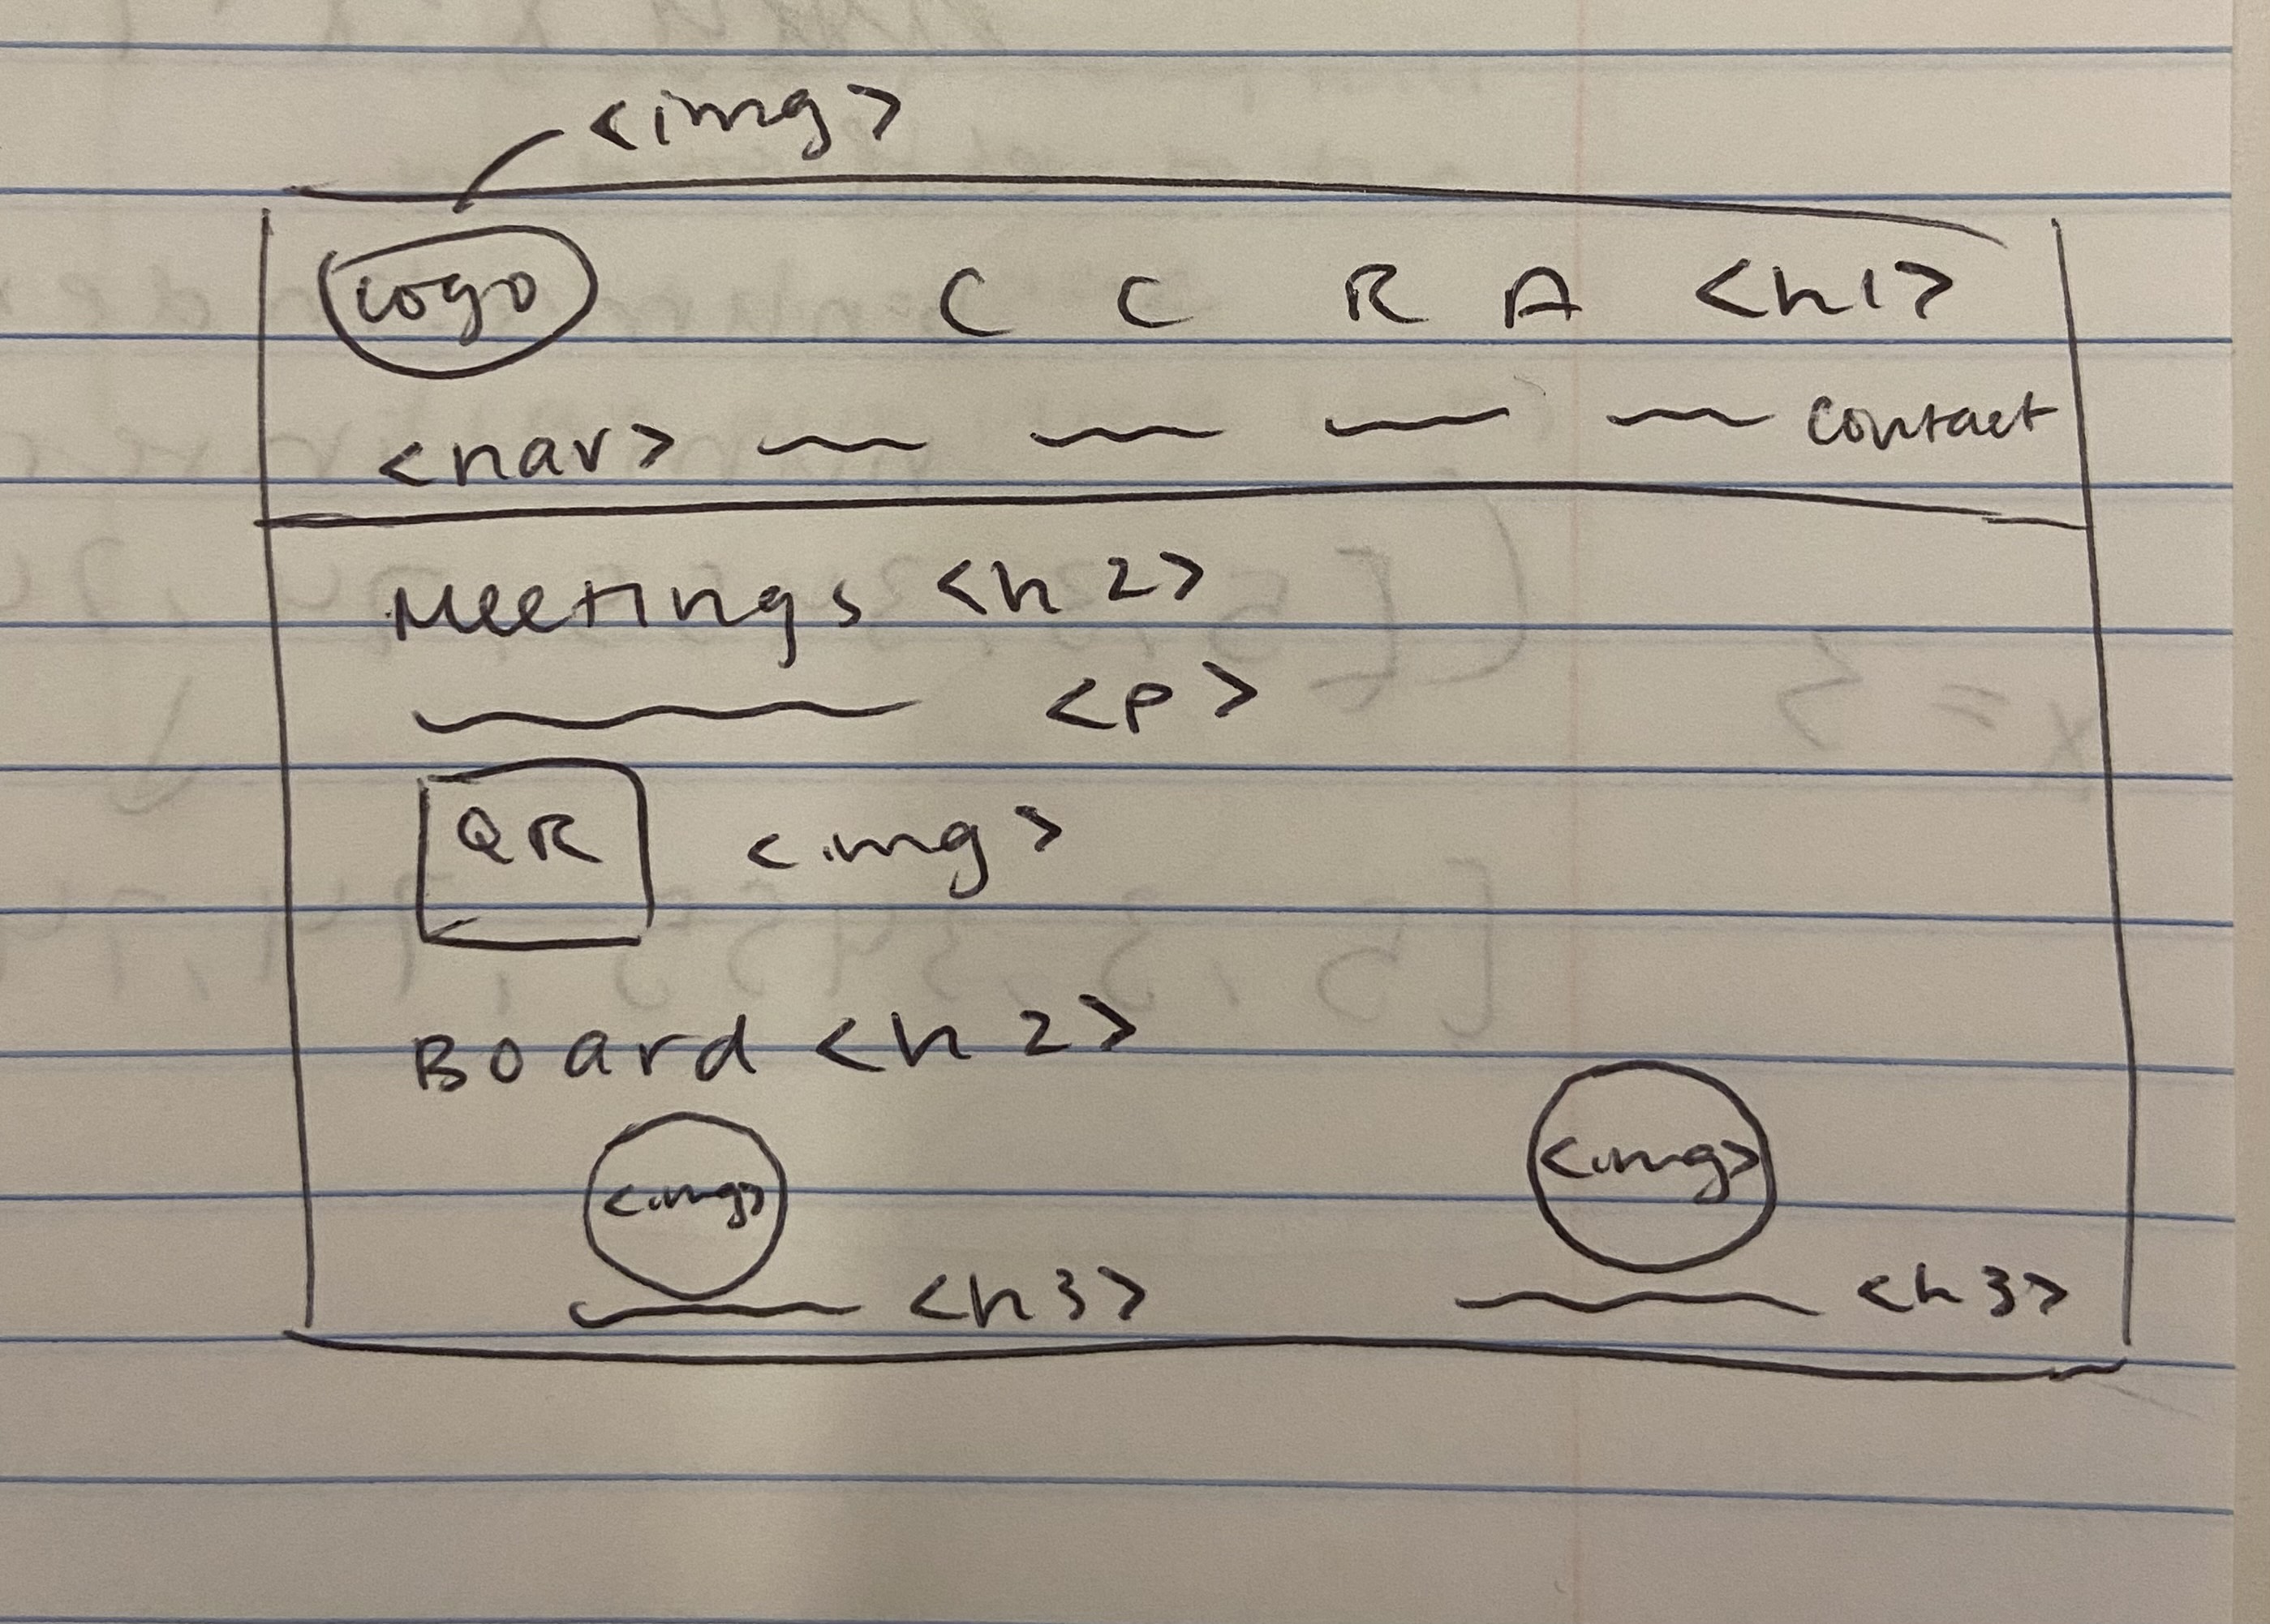 <img>
Logo C C R A <h1>
<nav> contact
Meetings <h2>
<p>
QR <img>
Board <h2>
<img> <img>
<h3> <h3>